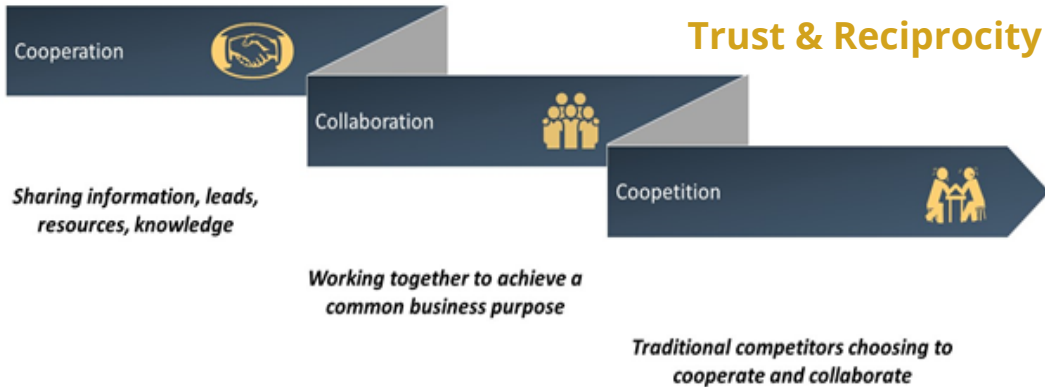 Trust & Reciprocity
Cooperation
Collaboration
Coopetition
Sharing information, leads,
resources, knowledge
Working together to achieve a
common business purpose
Traditional competitors choosing to
cooperate and collaborate